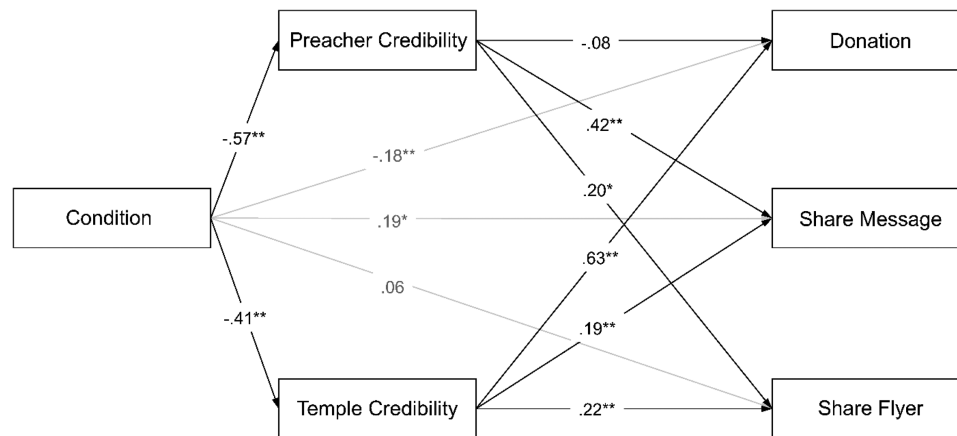 Preacher Credibility
-.08
Donation
.42**
-.57**
-.18**
.20*
Condition
.19*
Share Message
.63**
.06
-.41**
.19**
Temple Credibility
.22**
Share Flyer